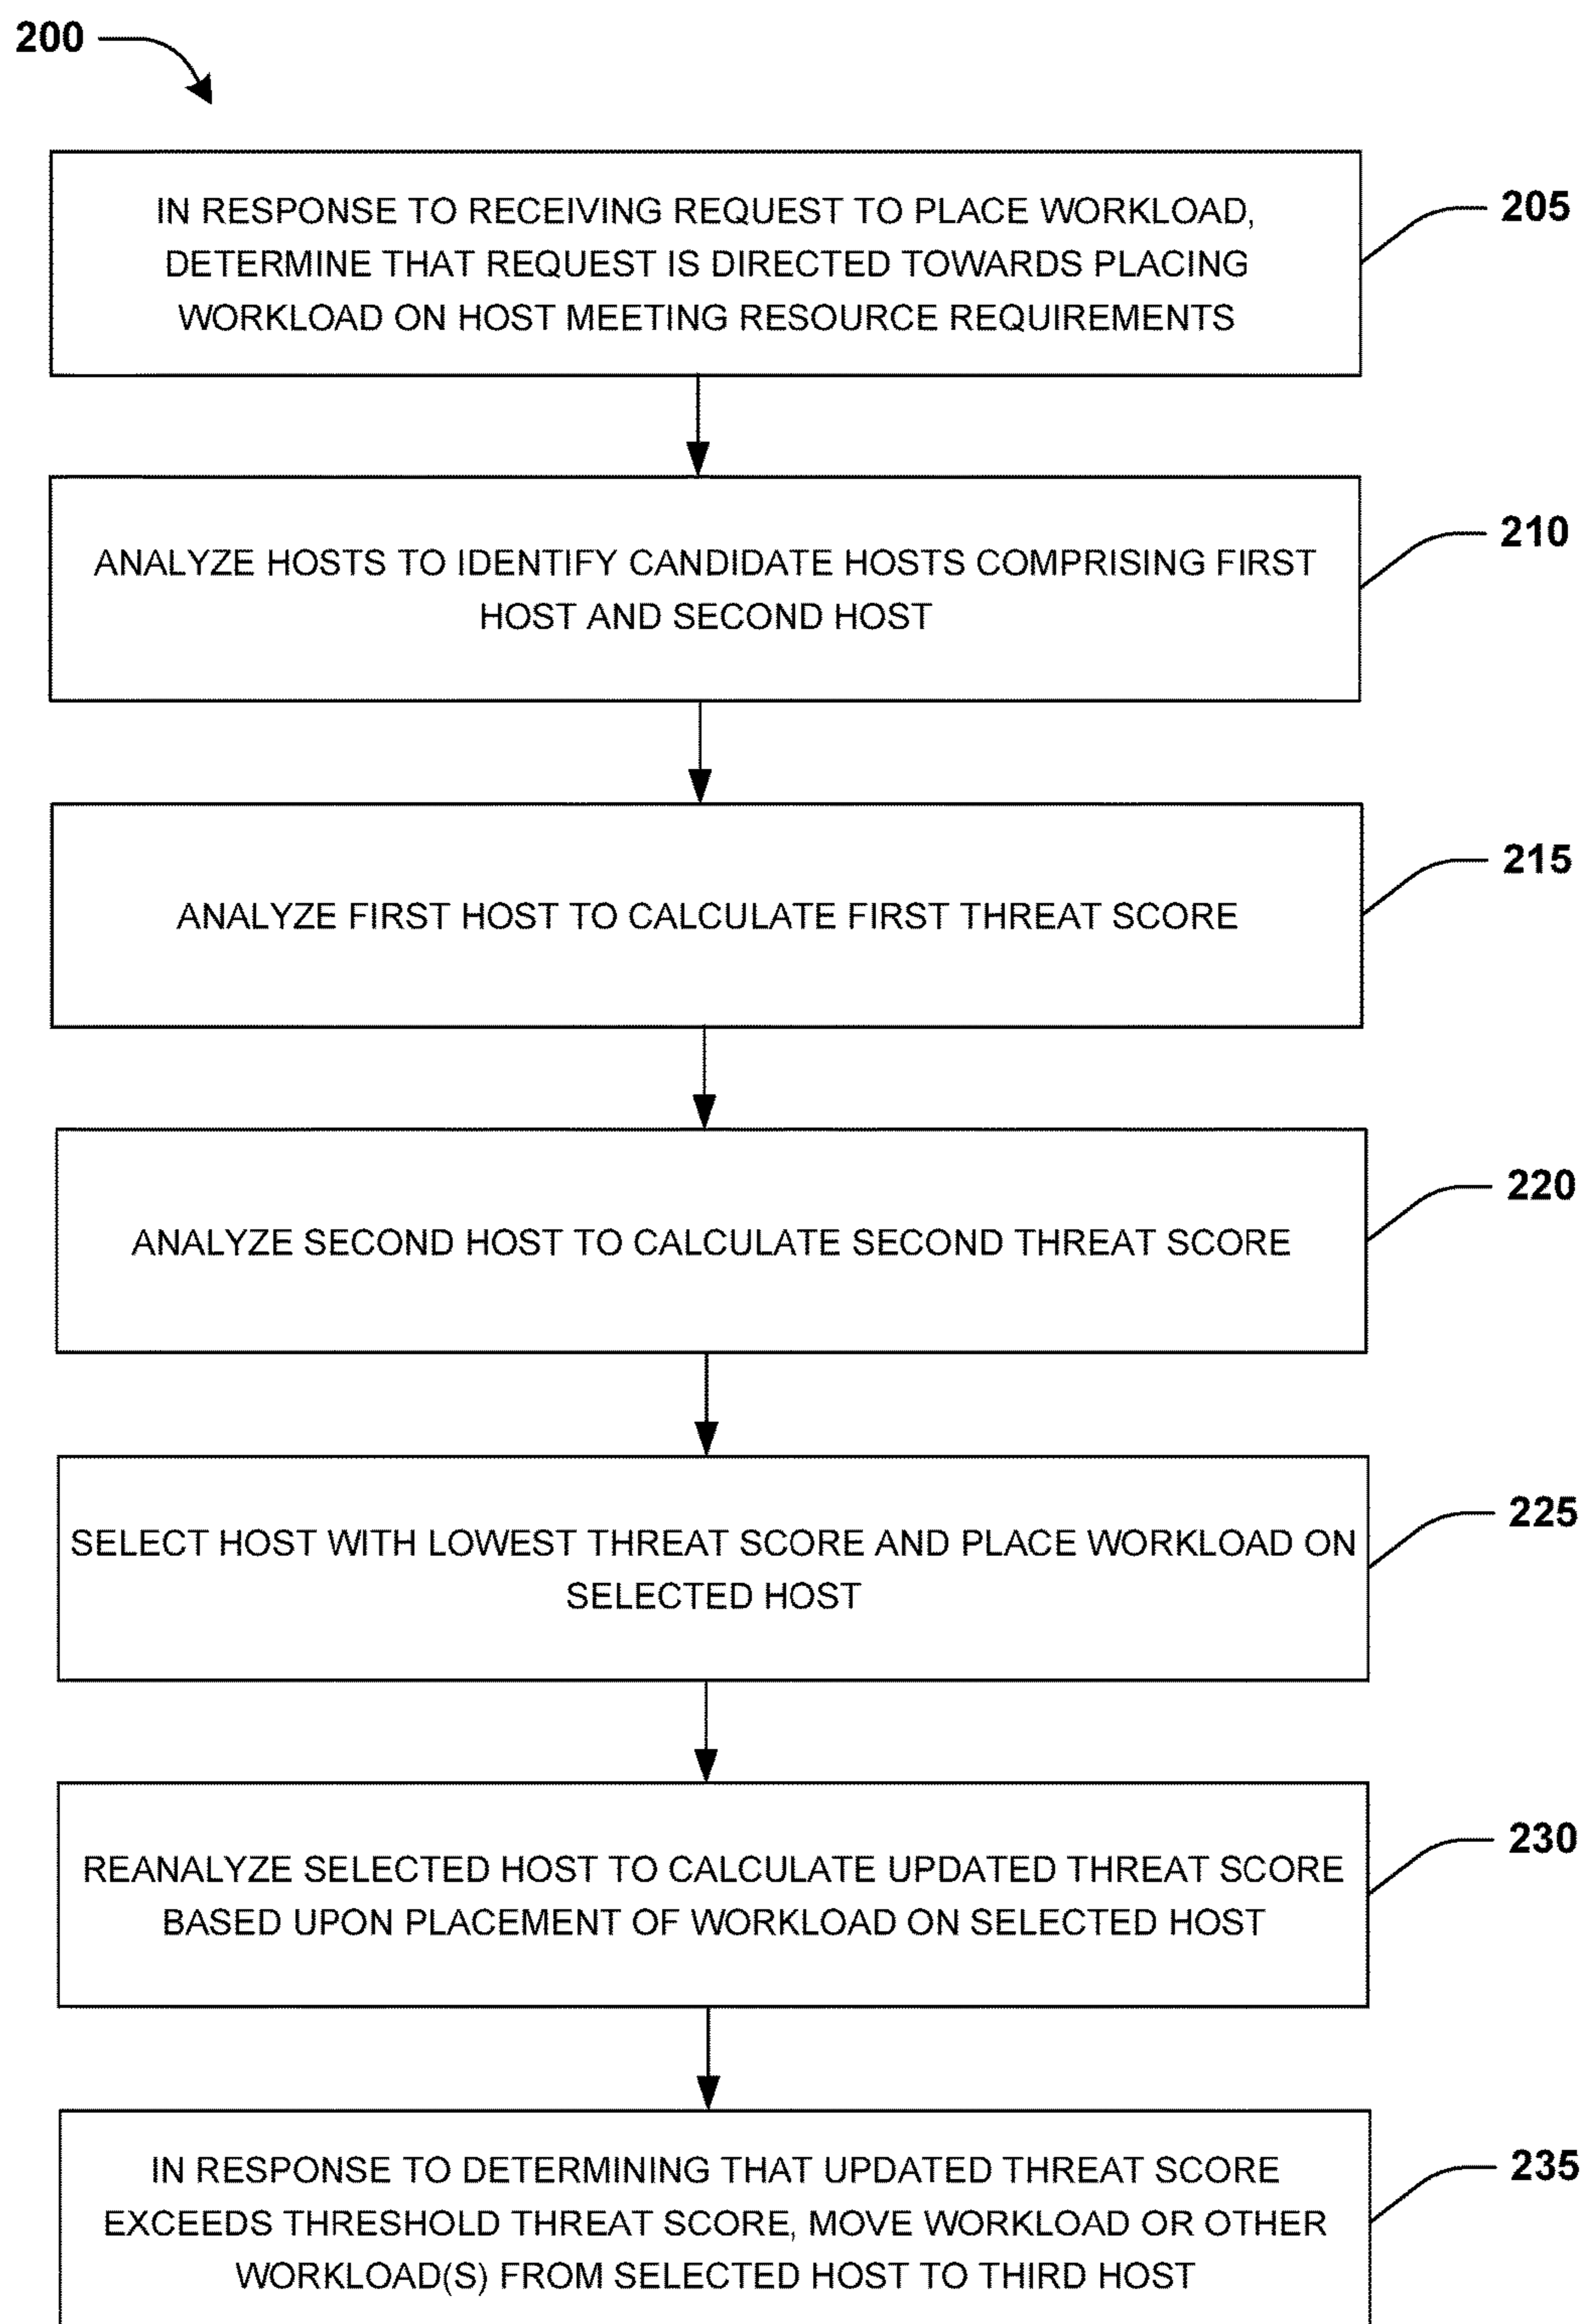 200
IN RESPONSE TO RECEIVING REQUEST TO PLACE WORKLOAD,
DETERMINE THAT REQUEST IS DIRECTED TOWARDS PLACING
WORKLOAD ON HOST MEETING RESOURCE REQUIREMENTS
205
ANALYZE HOSTS TO IDENTIFY CANDIDATE HOSTS COMPRISING FIRST
HOST AND SECOND HOST
210
ANALYZE FIRST HOST TO CALCULATE FIRST THREAT SCORE
215
ANALYZE SECOND HOST TO CALCULATE SECOND THREAT SCORE
220
SELECT HOST WITH LOWEST THREAT SCORE AND PLACE WORKLOAD ON
SELECTED HOST
225
REANALYZE SELECTED HOST TO CALCULATE UPDATED THREAT SCORE
BASED UPON PLACEMENT OF WORKLOAD ON SELECTED HOST
230
IN RESPONSE TO DETERMINING THAT UPDATED THREAT SCORE
EXCEEDS THRESHOLD THREAT SCORE, MOVE WORKLOAD OR OTHER
WORKLOAD(S) FROM SELECTED HOST TO THIRD HOST
235